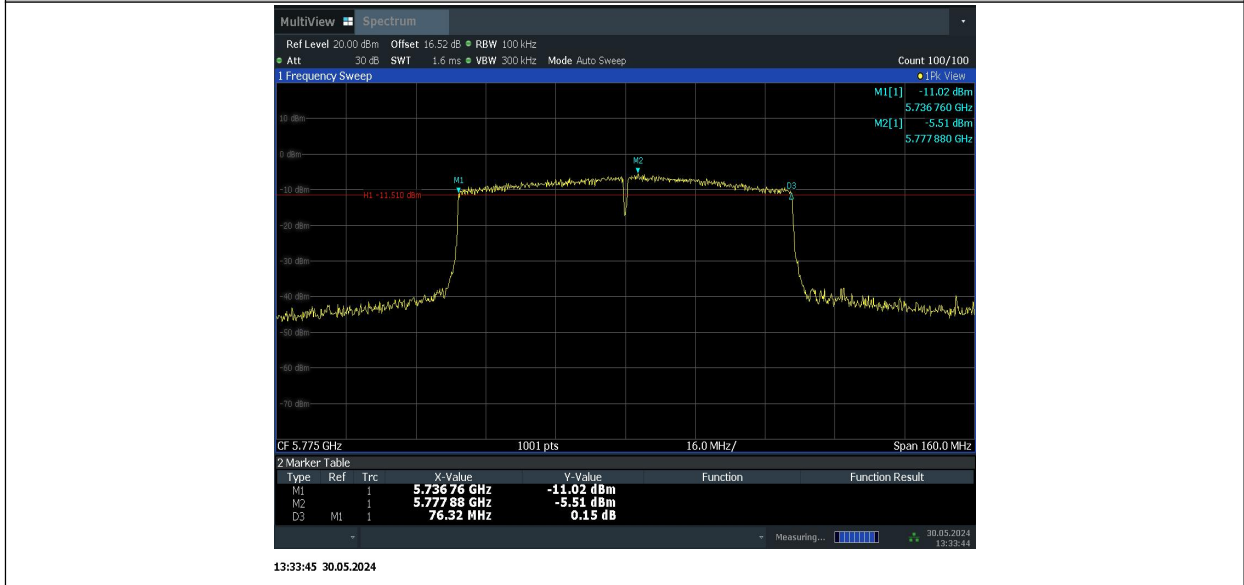 MultiView Spectrum
Ref Level 20.00 dBm Offset 16.52 dB RBW 100 kHz
Att 30 dB SWT 1.6 ms VBW 300 kHz Mode Auto Sweep Count 100/100
1 Frequency Sweep 1Pk View
M1[1] -11.02 dBm
5.736 760 GHz
M2[1] -5.51 dBm
5.777 880 GHz
10 dBm
0 dBm
M2
M1
D3
-10 dBm
H1 -11.510 dBm
-20 dBm
-30 dBm
-40 dBm
-50 dBm
-60 dBm
-70 dBm
CF 5.775 GHz 1001 pts 16.0 MHz/ Span 160.0 MHz
2 Marker Table
Type Ref Trc X-Value Y-Value Function Function Result
M1 1 5.736 76 GHz -11.02 dBm
M2 1 5.777 88 GHz -5.51 dBm
D3 M1 1 76.32 MHz 0.15 dB
Measuring... 30.05.2024
13:33:44
13:33:45 30.05.2024